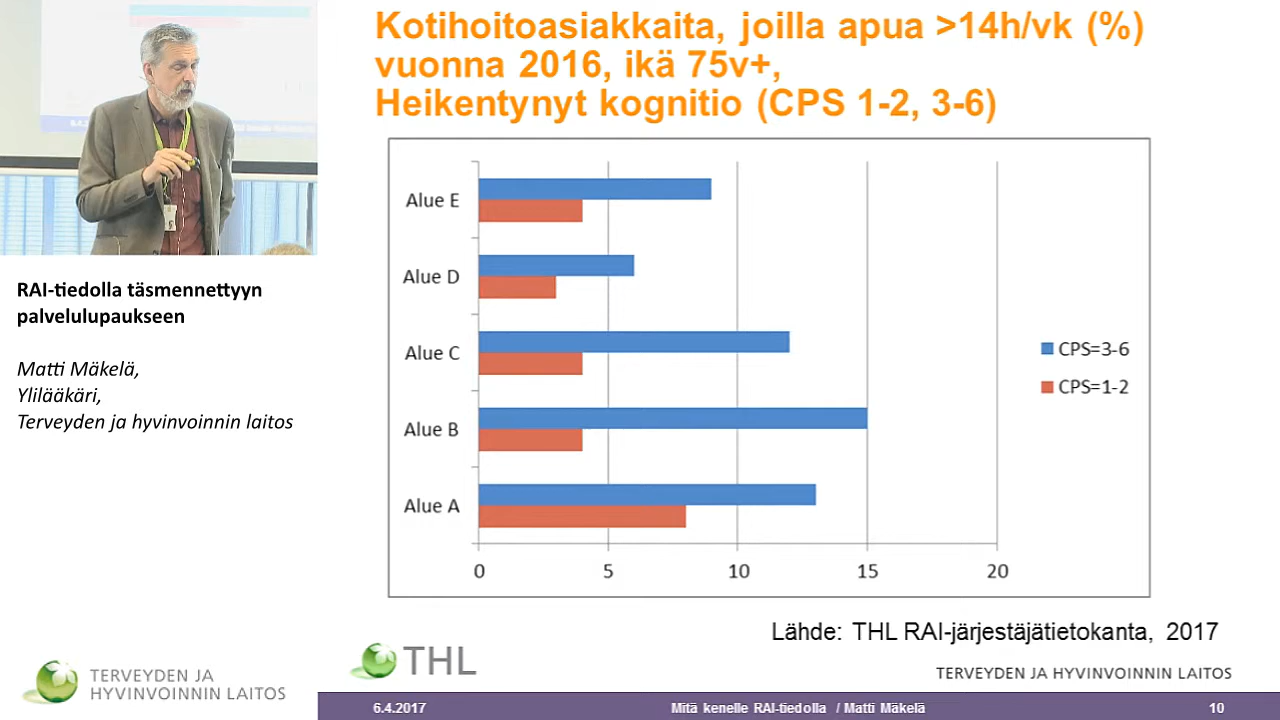 Kotihoitoasiakkaita, joilla apua >14h/vk (%)
vuonna 2016, ikä 75v+,
Heikentynyt kognitio (CPS 1-2, 3-6)
RAI-tiedolla täsmennettyyn
palvelulupaukseen
Matti Mäkelä,
Ylilääkäri,
Terveyden ja hyvinvoinnin laitos
Alue E
Alue D
Alue C
Alue B
Alue A
0 5 10 15 20
CPS=3-6
CPS=1-2
Lähde: THL RAI-järjestäjätietokanta, 2017
TERVEYDEN JA
HYVINVOINNIN LAITOS
THL
TERVEYDEN JA HYVINVOINNIN LAITOS
6.4.2017 Mitä kenelle RAI-tiedolla / Matti Mäkelä 10